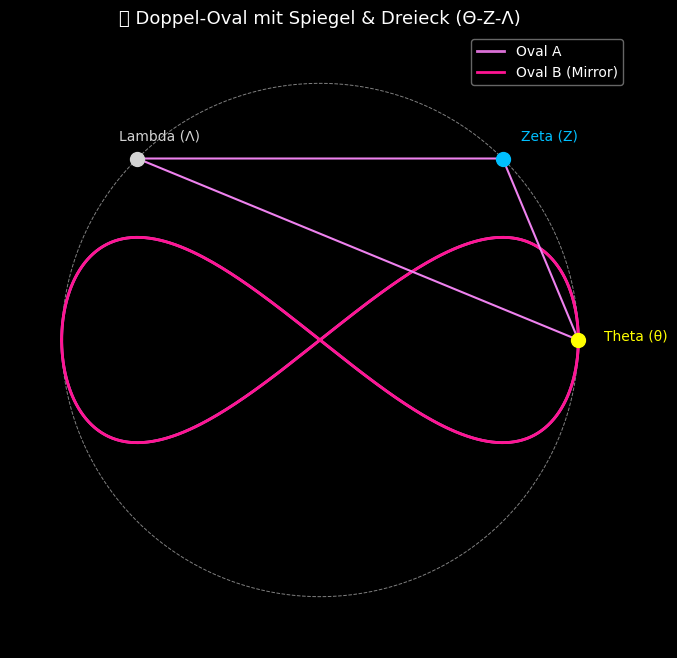 Doppel-Oval mit Spiegel & Dreieck (Θ-Z-Λ)
Oval A
Oval B (Mirror)
Lambda (Λ)
Zeta (Z)
Theta (θ)